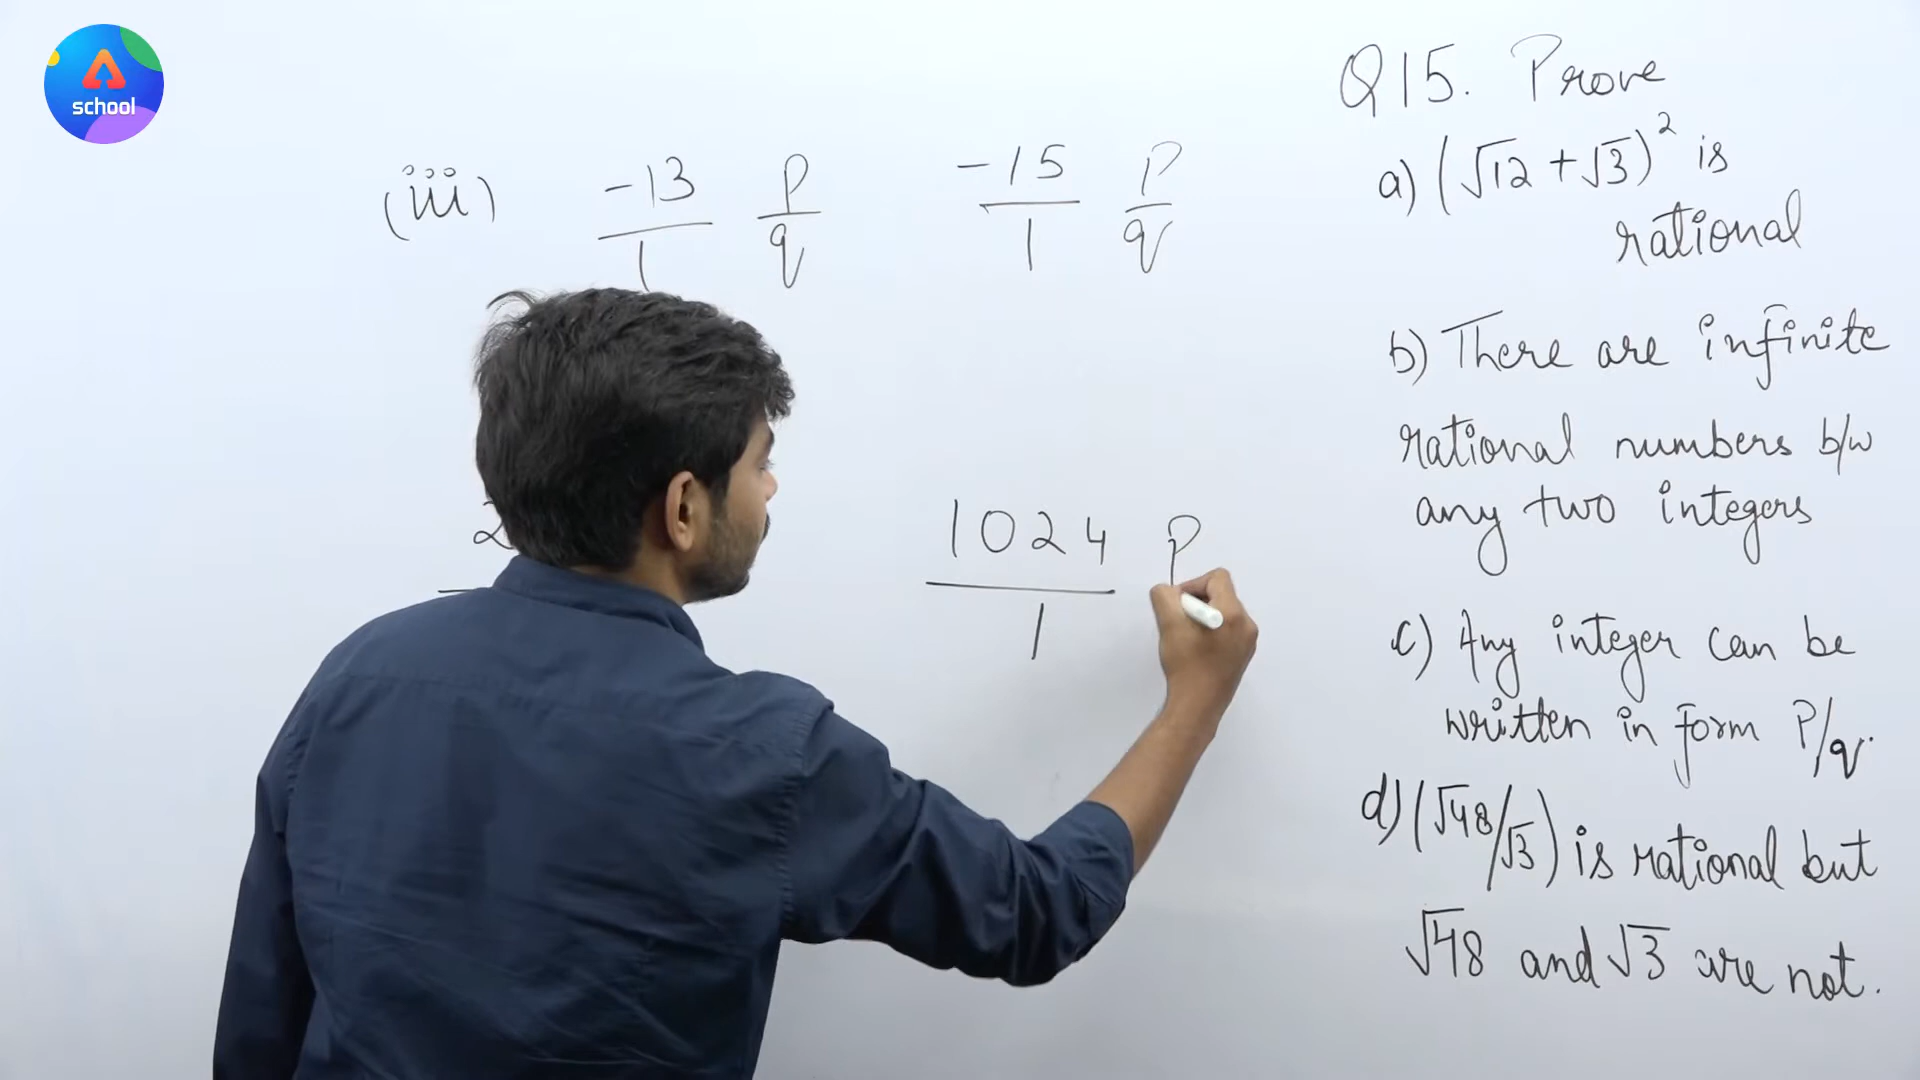 school
(iii) -13/1 P/q -15/1 P/q
2
1024/1 P
Q15. Prove
a) (√12 + √3)² is
rational
b) There are infinite
rational numbers b/w
any two integers
c) Any integer can be
written in form P/q.
d) (√48/√3) is rational but
√48 and √3 are not.